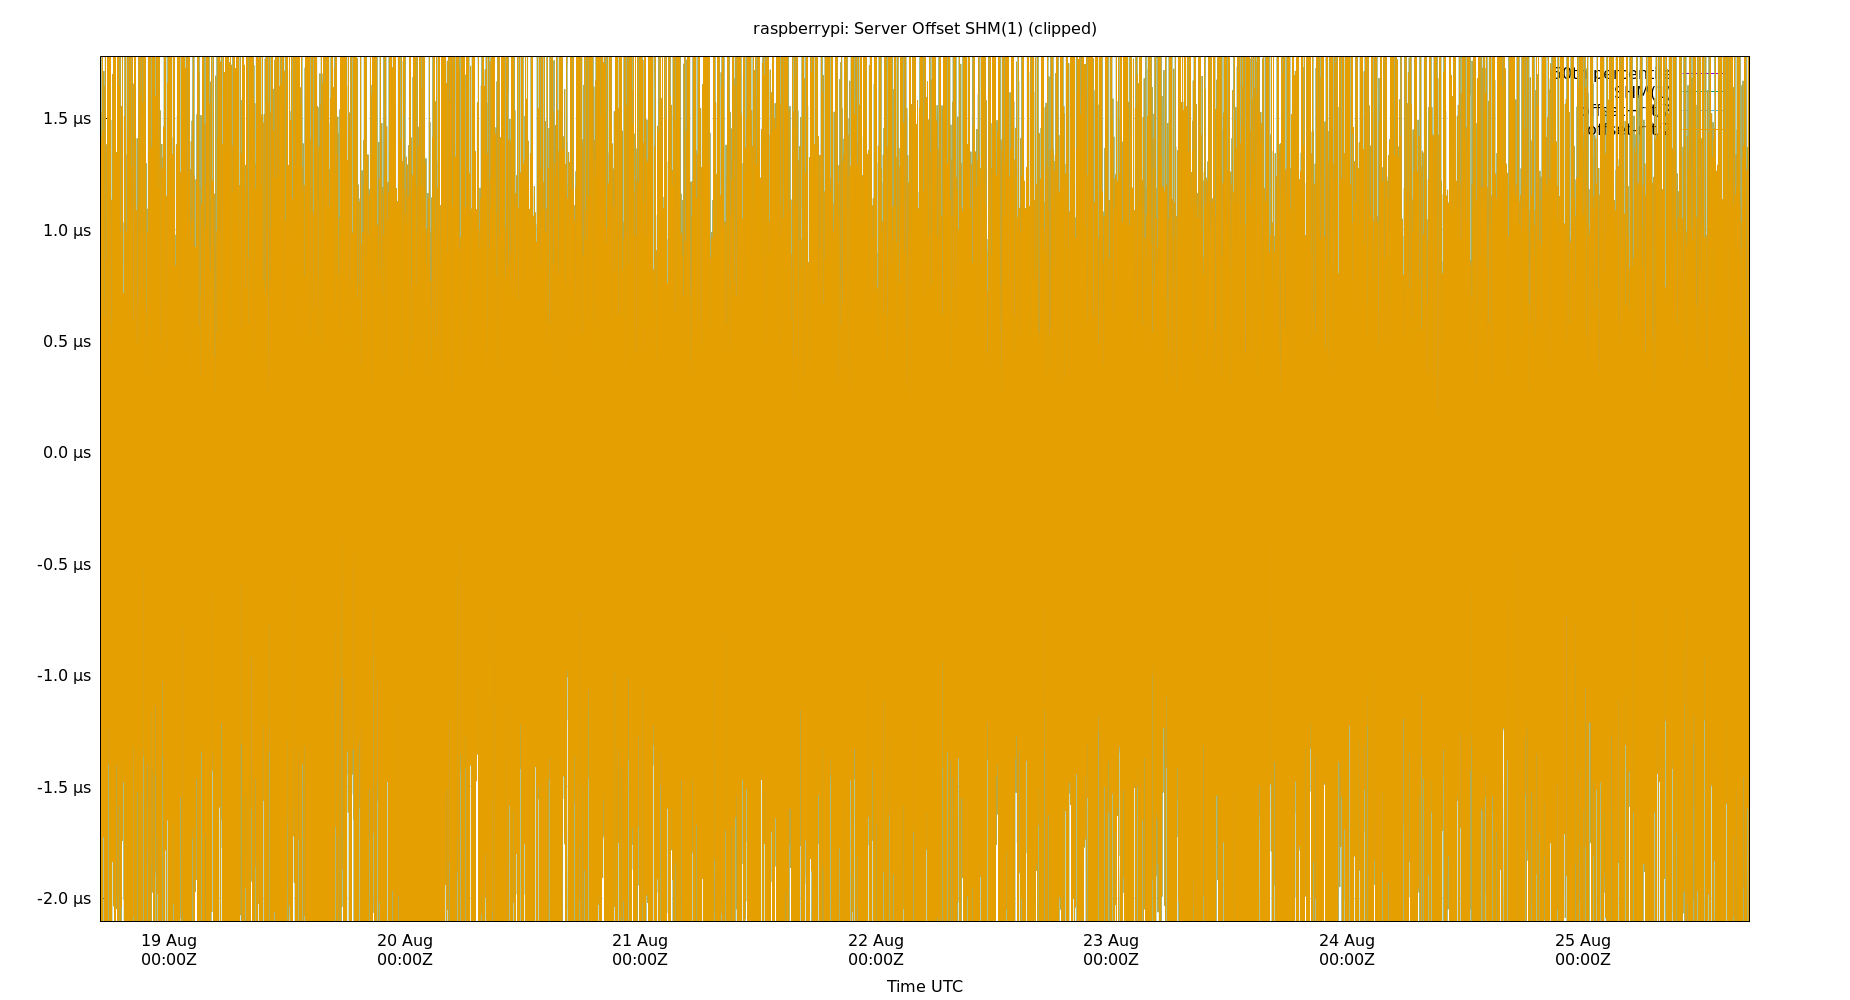 raspberrypi: Server Offset SHM(1) (clipped)
1.5 µs
1.0 µs
0.5 µs
0.0 µs
-0.5 µs
-1.0 µs
-1.5 µs
-2.0 µs
19 Aug 20 Aug 21 Aug 22 Aug 23 Aug 24 Aug 25 Aug
00:00Z 00:00Z 00:00Z 00:00Z 00:00Z 00:00Z 00:00Z
Time UTC